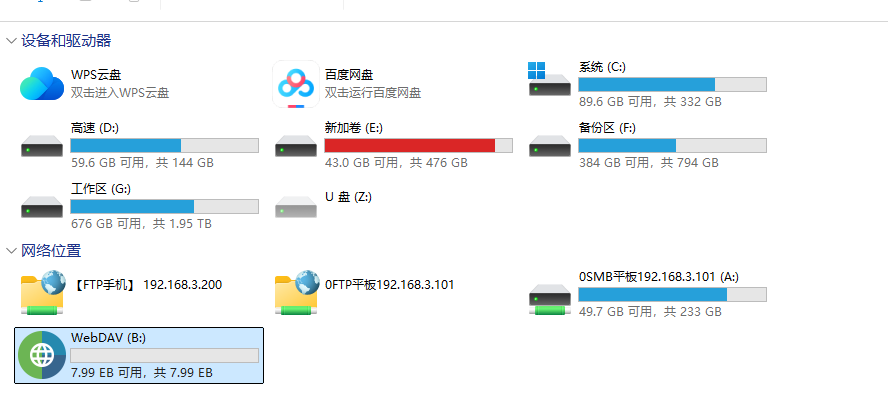 设备和驱动器
WPS云盘
双击进入WPS云盘
百度网盘
双击运行百度网盘
系统 (C:)
89.6 GB 可用，共 332 GB
高速 (D:)
59.6 GB 可用，共 144 GB
新加卷 (E:)
43.0 GB 可用，共 476 GB
备份区 (F:)
384 GB 可用，共 794 GB
工作区 (G:)
676 GB 可用，共 1.95 TB
U 盘 (Z:)
网络位置
【FTP手机】 192.168.3.200
0FTP平板192.168.3.101
0SMB平板192.168.3.101 (A:)
49.7 GB 可用，共 233 GB
WebDAV (B:)
7.99 EB 可用，共 7.99 EB